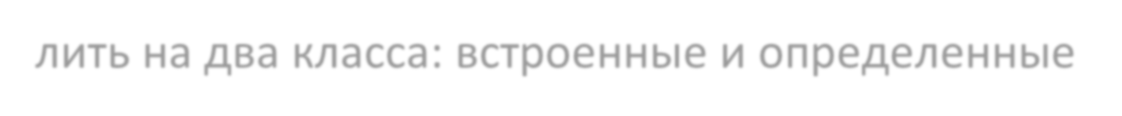 лить на два класса: встроенные и определенные